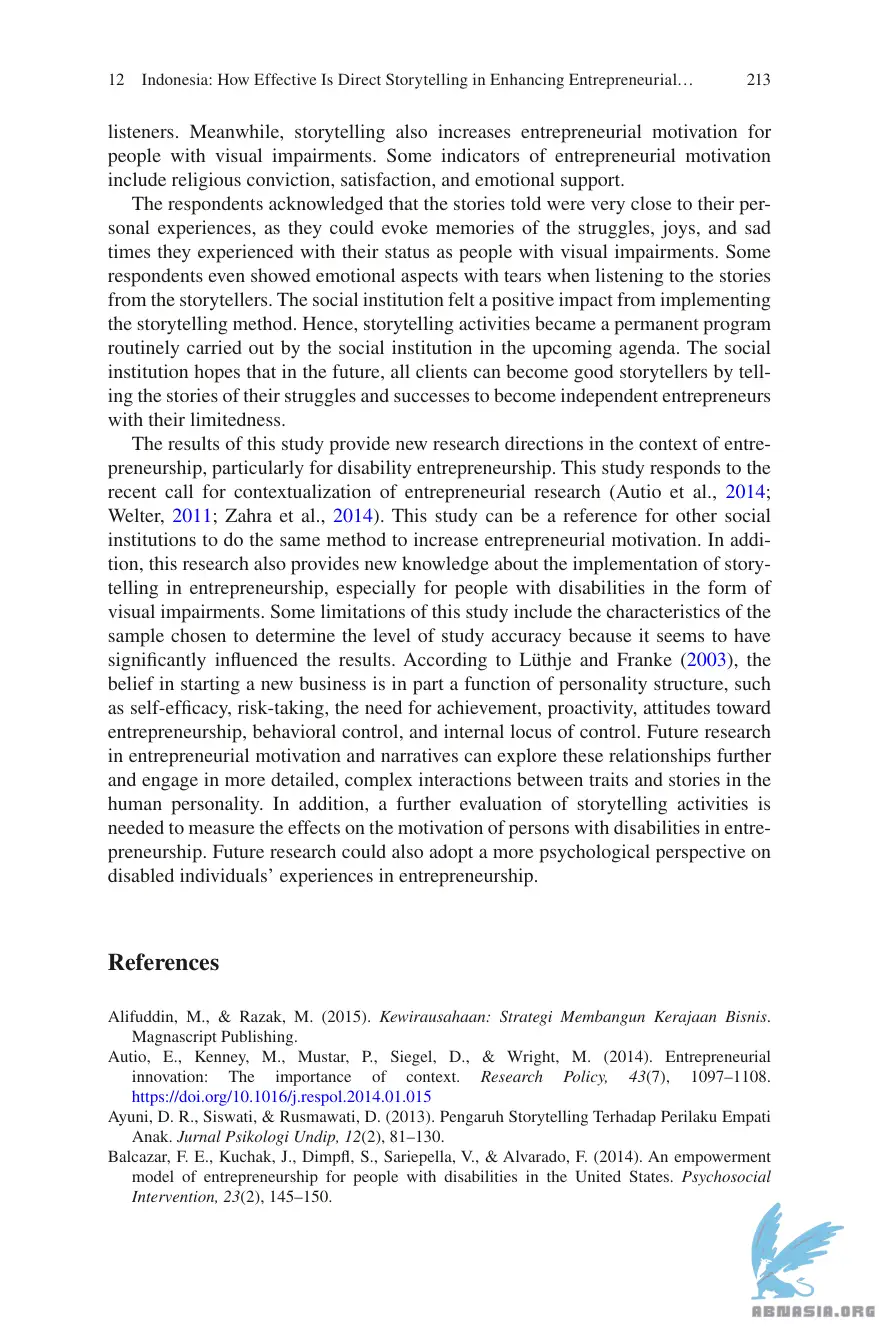 12 Indonesia: How Effective Is Direct Storytelling in Enhancing Entrepreneurial… 213
listeners. Meanwhile, storytelling also increases entrepreneurial motivation for
people with visual impairments. Some indicators of entrepreneurial motivation
include religious conviction, satisfaction, and emotional support.
The respondents acknowledged that the stories told were very close to their per-
sonal experiences, as they could evoke memories of the struggles, joys, and sad
times they experienced with their status as people with visual impairments. Some
respondents even showed emotional aspects with tears when listening to the stories
from the storytellers. The social institution felt a positive impact from implementing
the storytelling method. Hence, storytelling activities became a permanent program
routinely carried out by the social institution in the upcoming agenda. The social
institution hopes that in the future, all clients can become good storytellers by tell-
ing the stories of their struggles and successes to become independent entrepreneurs
with their limitedness.
The results of this study provide new research directions in the context of entre-
preneurship, particularly for disability entrepreneurship. This study responds to the
recent call for contextualization of entrepreneurial research (Autio et al., 2014;
Welter, 2011; Zahra et al., 2014). This study can be a reference for other social
institutions to do the same method to increase entrepreneurial motivation. In addi-
tion, this research also provides new knowledge about the implementation of story-
telling in entrepreneurship, especially for people with disabilities in the form of
visual impairments. Some limitations of this study include the characteristics of the
sample chosen to determine the level of study accuracy because it seems to have
significantly influenced the results. According to Lüthje and Franke (2003), the
belief in starting a new business is in part a function of personality structure, such
as self-efficacy, risk-taking, the need for achievement, proactivity, attitudes toward
entrepreneurship, behavioral control, and internal locus of control. Future research
in entrepreneurial motivation and narratives can explore these relationships further
and engage in more detailed, complex interactions between traits and stories in the
human personality. In addition, a further evaluation of storytelling activities is
needed to measure the effects on the motivation of persons with disabilities in entre-
preneurship. Future research could also adopt a more psychological perspective on
disabled individuals’ experiences in entrepreneurship.
References
Alifuddin, M., & Razak, M. (2015). Kewirausahaan: Strategi Membangun Kerajaan Bisnis.
Magnascript Publishing.
Autio, E., Kenney, M., Mustar, P., Siegel, D., & Wright, M. (2014). Entrepreneurial
innovation: The importance of context. Research Policy, 43(7), 1097–1108.
https://doi.org/10.1016/j.respol.2014.01.015
Ayuni, D. R., Siswati, & Rusmawati, D. (2013). Pengaruh Storytelling Terhadap Perilaku Empati
Anak. Jurnal Psikologi Undip, 12(2), 81–130.
Balcazar, F. E., Kuchak, J., Dimpfl, S., Sariepella, V., & Alvarado, F. (2014). An empowerment
model of entrepreneurship for people with disabilities in the United States. Psychosocial
Intervention, 23(2), 145–150.
ABNASIA.ORG